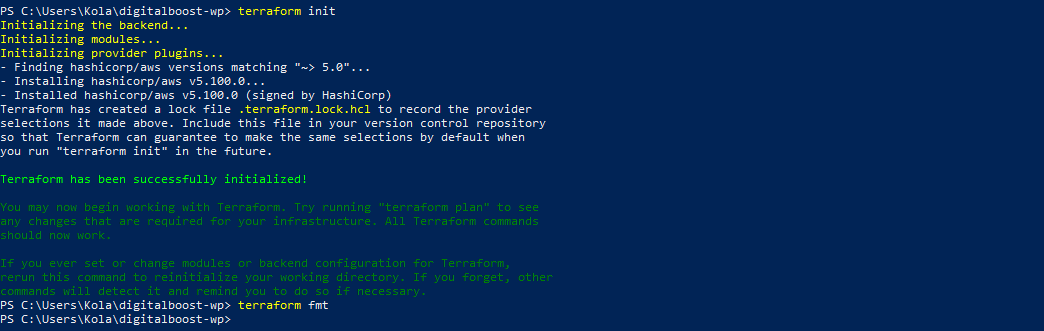 PS C:\Users\Kola\digitalboost-wp> terraform init
Initializing the backend...
Initializing modules...
Initializing provider plugins...
- Finding hashicorp/aws versions matching "~> 5.0"...
- Installing hashicorp/aws v5.100.0...
- Installed hashicorp/aws v5.100.0 (signed by HashiCorp)
Terraform has created a lock file .terraform.lock.hcl to record the provider
selections it made above. Include this file in your version control repository
so that Terraform can guarantee to make the same selections by default when
you run "terraform init" in the future.
Terraform has been successfully initialized!
You may now begin working with Terraform. Try running "terraform plan" to see
any changes that are required for your infrastructure. All Terraform commands
should now work.
If you ever set or change modules or backend configuration for Terraform,
rerun this command to reinitialize your working directory. If you forget, other
commands will detect it and remind you to do so if necessary.
PS C:\Users\Kola\digitalboost-wp> terraform fmt
PS C:\Users\Kola\digitalboost-wp>